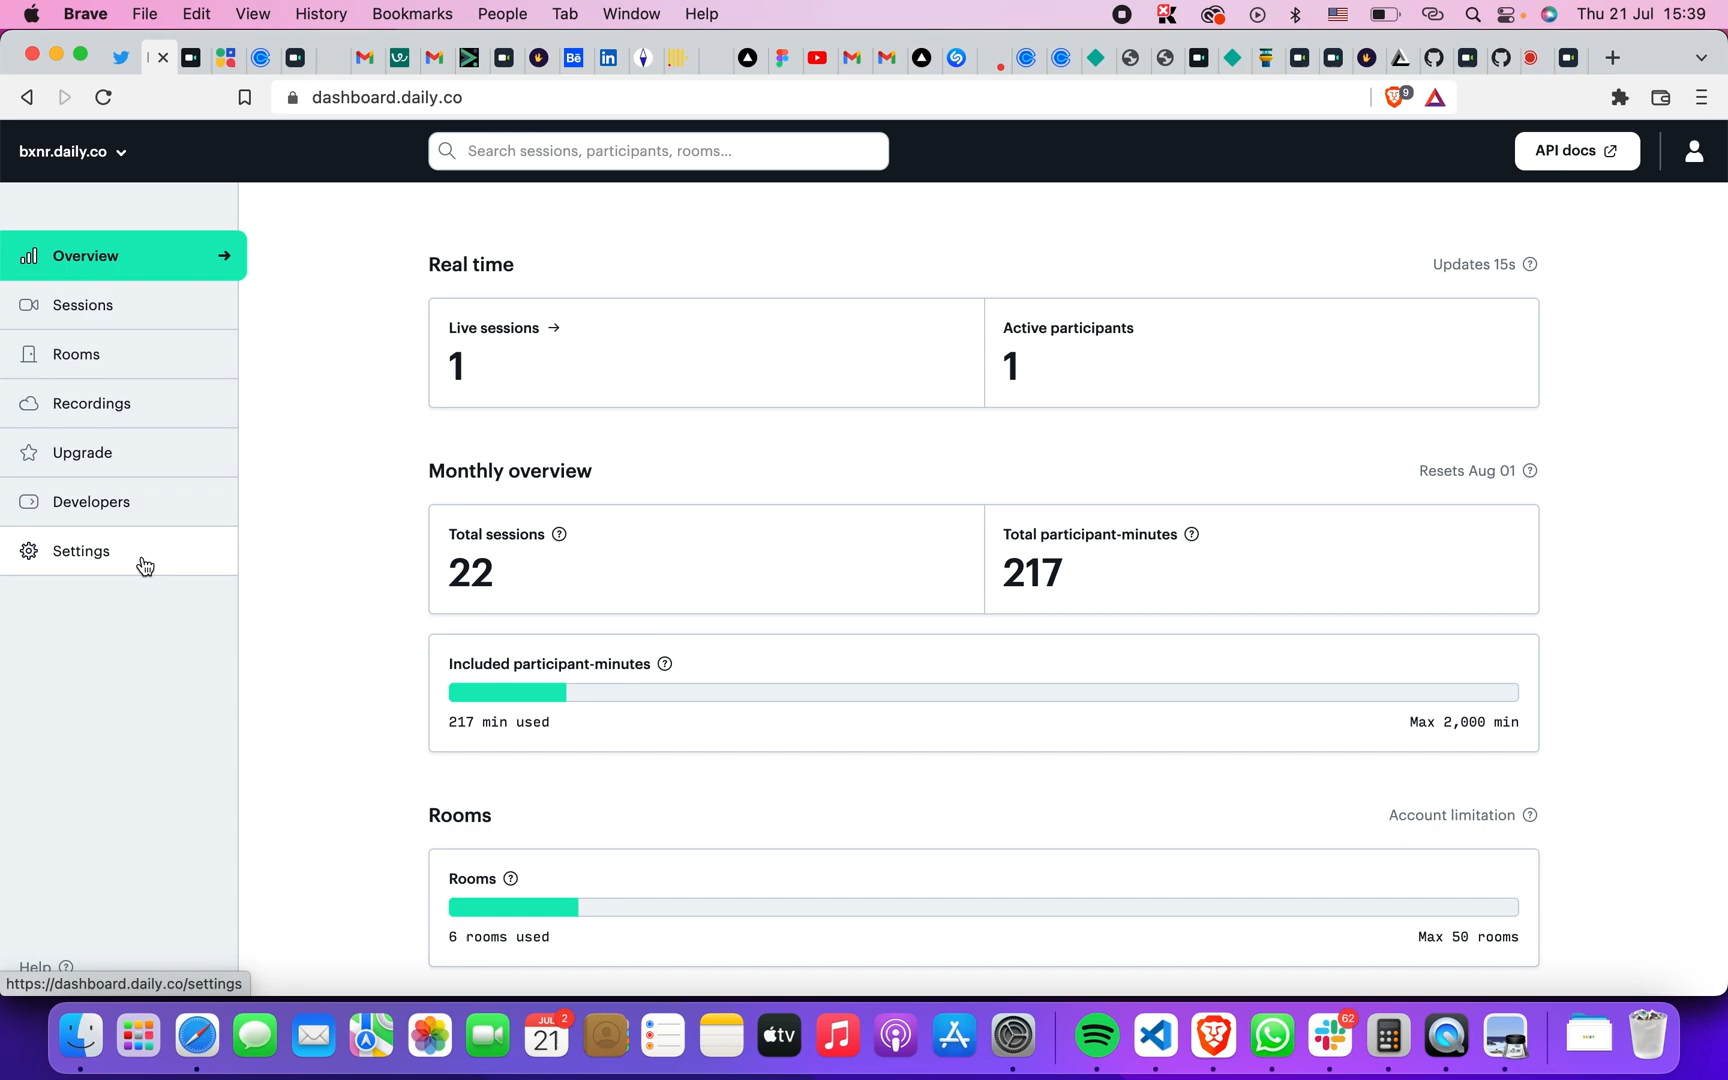 Brave File Edit View History Bookmarks People Tab Window Help Thu 21 Jul 15:39
dashboard.daily.co 9
bxnr.daily.co Search sessions, participants, rooms... API docs
Overview
Sessions
Rooms
Recordings
Upgrade
Developers
Settings
Help
https://dashboard.daily.co/settings
Real time Updates 15s
Live sessions → Active participants
1 1
Monthly overview Resets Aug 01
Total sessions Total participant-minutes
22 217
Included participant-minutes
217 min used Max 2,000 min
Rooms Account limitation
Rooms
6 rooms used Max 50 rooms
JUL 2 21 tv 62